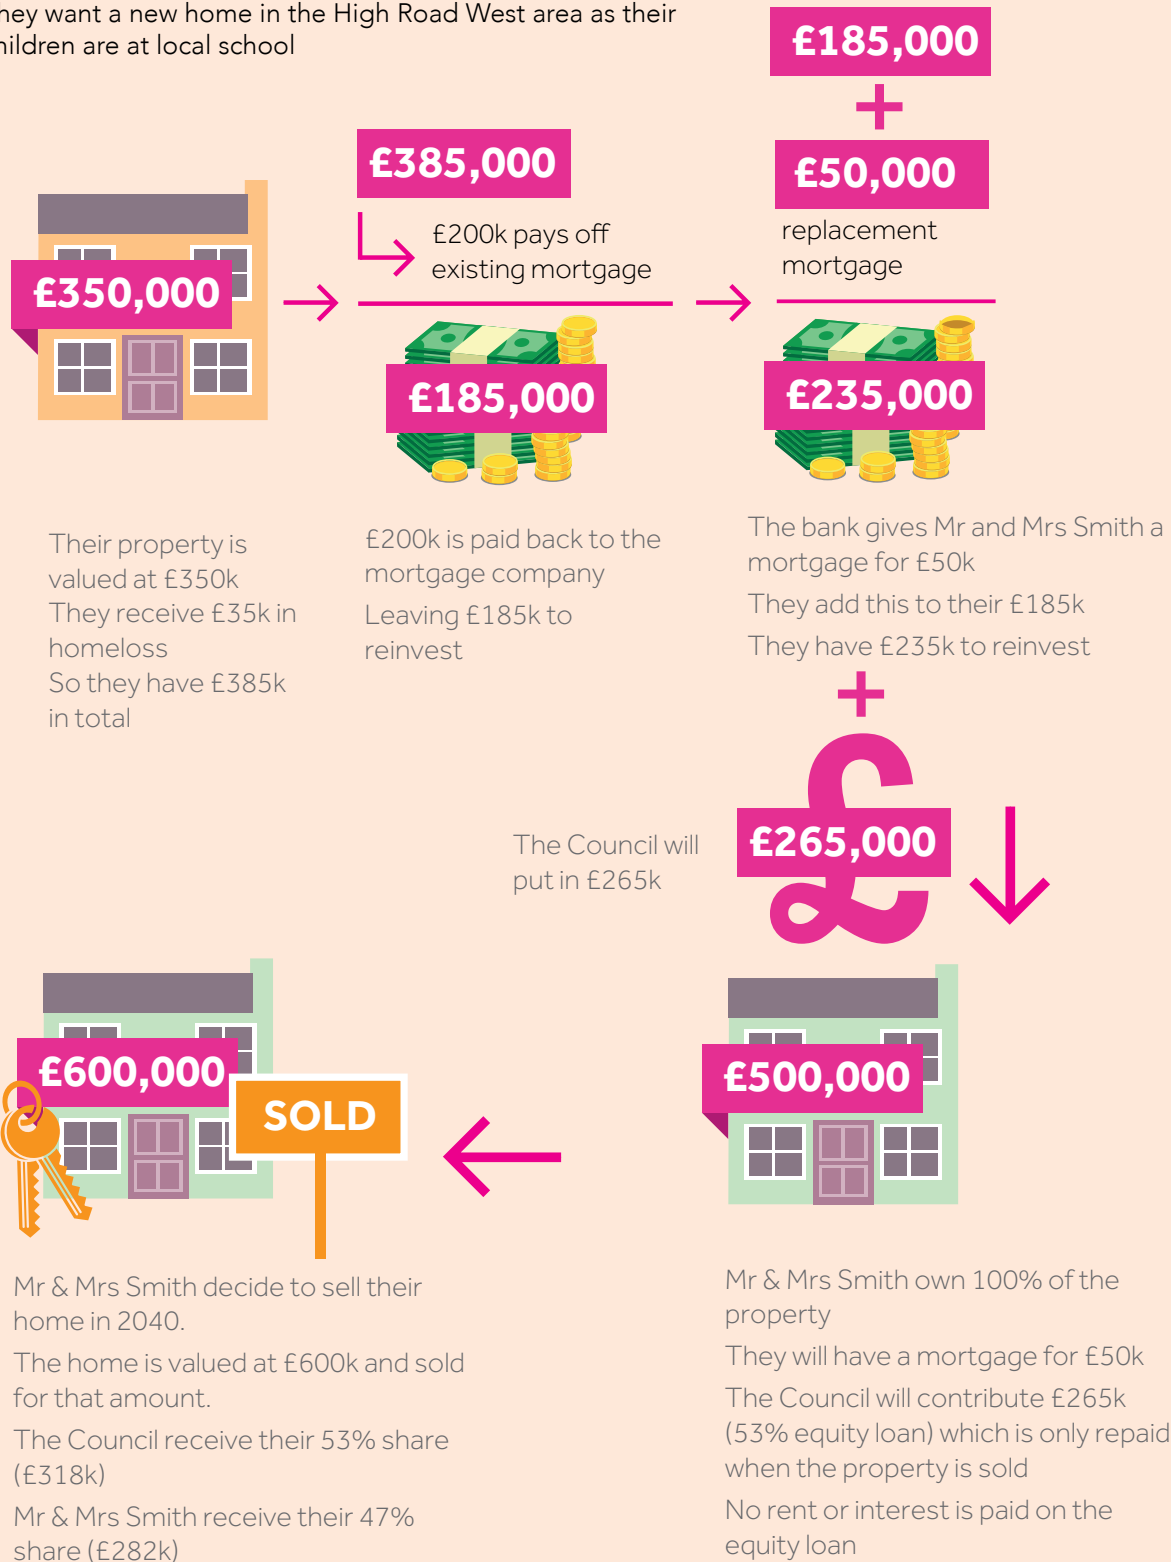 hey want a new home in the High Road West area as their
hildren are at local school
£350,000
Their property is
valued at £350k
They receive £35k in
homeloss
So they have £385k
in total
£385,000
£200k pays off
existing mortgage
£185,000
£200k is paid back to the
mortgage company
Leaving £185k to
reinvest
£185,000
+
£50,000
replacement
mortgage
£235,000
The bank gives Mr and Mrs Smith a
mortgage for £50k
They add this to their £185k
They have £235k to reinvest
+
£
The Council will
put in £265k
£265,000
£500,000
Mr & Mrs Smith own 100% of the
property
They will have a mortgage for £50k
The Council will contribute £265k
(53% equity loan) which is only repaid
when the property is sold
No rent or interest is paid on the
equity loan
£600,000
SOLD
Mr & Mrs Smith decide to sell their
home in 2040.
The home is valued at £600k and sold
for that amount.
The Council receive their 53% share
(£318k)
Mr & Mrs Smith receive their 47%
share (£282k)